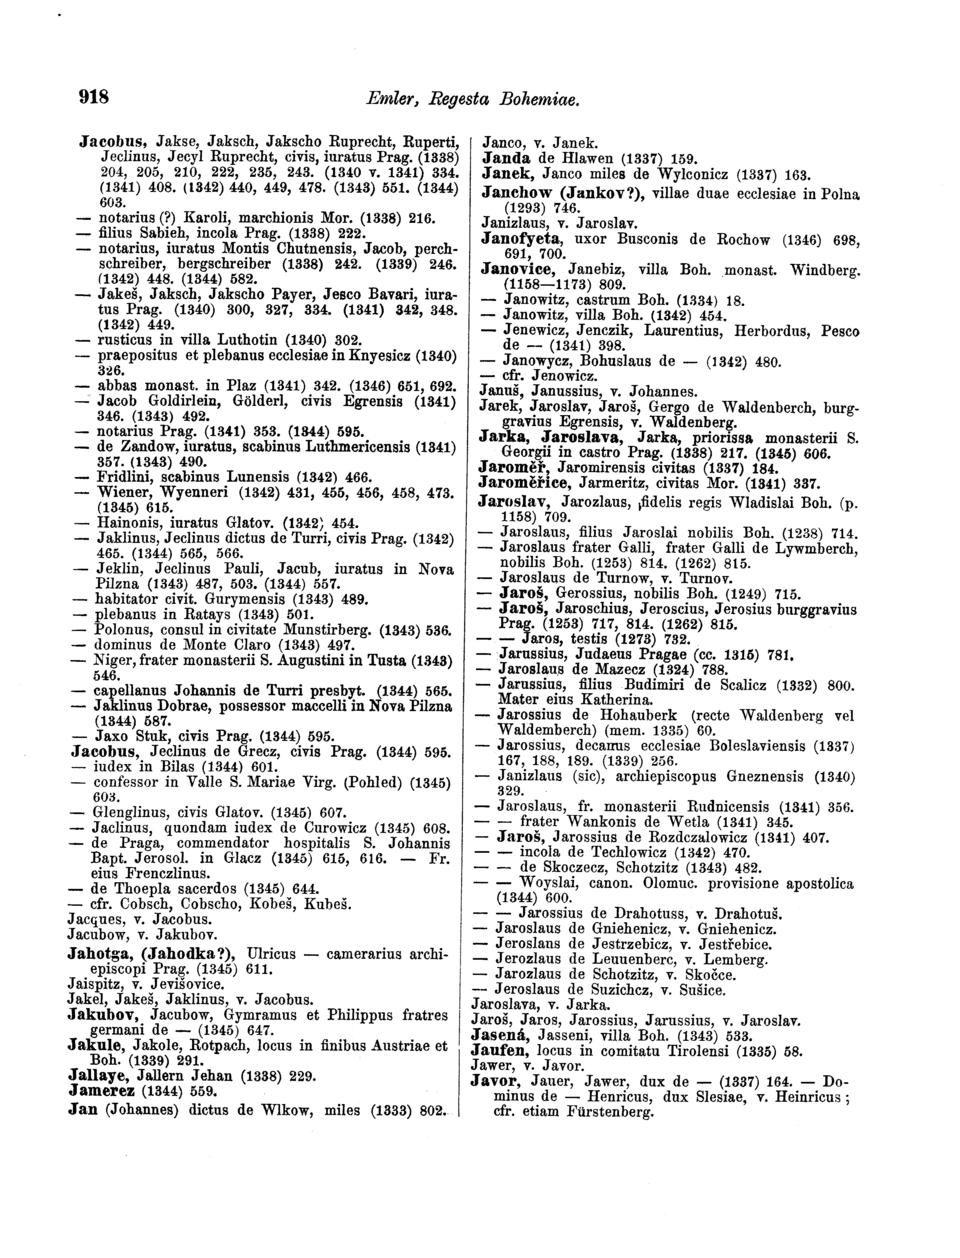 918
Emler, Regesta Bohemiae.
Jacobus, Jakse, Jaksch, Jakscho Ruprecht, Ruperti,
Jeclinus, Jecyl Ruprecht, civis, iuratus Prag. (1338)
204, 205, 210, 222, 235, 243. (1340 v. 1341) 334.
(1341) 408. (1342) 440, 449, 478. (1343) 551. (1344)
603.
— notarius (?) Karoli, marchionis Mor. (1338) 216.
— filius Sabieh, incola Prag. (1338) 222.
— notarius, iuratus Montis Chutnensis, Jacob, perch-
schreiber, bergschreiber (1338) 242. (1339) 246.
(1342) 448. (1344) 582.
— Jakeš, Jaksch, Jakscho Payer, Jesco Bavari, iura-
tus Prag. (1340) 300, 327, 334. (1341) 342, 348.
(1342) 449.
— rusticus in villa Luthotin (1340) 302.
— praepositus et plebanus ecclesiae in Knyesicz (1340)
326.
— abbas monast. in Plaz (1341) 342. (1346) 651, 692.
— Jacob Goldirlein, Gölderl, civis Egrensis (1341)
346. (1343) 492.
— notarius Prag. (1341) 353. (1344) 595.
— de Zandow, iuratus, scabinus Luthmericensis (1341)
357. (1343) 490.
— Fridlini, scabinus Lunensis (1342) 466.
— Wiener, Wyenneri (1342) 431, 455, 456, 458, 473.
(1345) 615.
— Hainonis, iuratus Glatov. (1342) 454.
— Jaklinus, Jeclinus dictus de Turri, civis Prag. (1342)
465. (1344) 565, 566.
— Jeklin, Jeclinus Pauli, Jacub, iuratus in Nova
Pilzna (1343) 487, 503. (1344) 557.
— habitator civit. Gurymensis (1343) 489.
— plebanus in Ratays (1343) 501.
— Polonus, consul in civitate Munstirberg. (1343) 536.
— dominus de Monte Claro (1343) 497.
— Niger, frater monasterii S. Augustini in Tusta (1343)
546.
— capellanus Johannis de Turri presbyt. (1344) 565.
— Jaklinus Dobrae, possessor maccelli in Nova Pilzna
(1344) 587.
— Jaxo Stuk, civis Prag. (1344) 595.
Jacobus, Jeclinus de Grecz, civis Prag. (1344) 595.
— iudex in Bilas (1344) 601.
— confessor in Valle S. Mariae Virg. (Pohled) (1345)
603.
— Glenglinus, civis Glatov. (1345) 607.
— Jaclinus, quondam iudex de Curowicz (1345) 608.
— de Praga, commendator hospitalis S. Johannis
Bapt. Jerosol. in Glacz (1345) 615, 616. — Fr.
eius Frenczlinus.
— de Thoepla sacerdos (1345) 644.
— cfr. Cobsch, Cobscho, Kobeš, Kubeš.
Jacques, v. Jacobus.
Jacubow, v. Jakubov.
Jahotga, (Jahodka?), Ulricus — camerarius archi-
episcopi Prag. (1345) 611.
Jaispitz, v. Jevišovice.
Jakel, Jakeš, Jaklinus, v. Jacobus.
Jakubov, Jacubow, Gymramus et Philippus fratres
germani de — (1345) 647.
Jakule, Jakole, Rotpach, locus in finibus Austriae et
Boh. (1339) 291.
Jallaye, Jallern Jehan (1338) 229.
Jamerez (1344) 559.
Jan (Johannes) dictus de Wlkow, miles (1333) 802.
Janco, v. Janek.
Janda de Hlawen (1337) 159.
Janek, Janco miles de Wylconicz (1337) 163.
Janchow (Jankov?), villae duae ecclesiae in Polna
(1293) 746.
Janizlaus, v. Jaroslav.
Janofyeta, uxor Busconis de Rochow (1346) 698,
691, 700.
Janovice, Janebiz, villa Boh. monast. Windberg.
(1158—1173) 809.
— Janowitz, castrum Boh. (1334) 18.
— Janowitz, villa Boh. (1342) 454.
— Jenewicz, Jenczik, Laurentius, Herbordus, Pesco
de — (1341) 398.
— Janowycz, Bohuslaus de — (1342) 480.
— cfr. Jenowicz.
Januš, Janussius, v. Johannes.
Jarek, Jaroslav, Jaroš, Gergo de Waldenberch, burg-
gravius Egrensis, v. Waldenberg.
Jarka, Jaroslava, Jarka, priorissa monasterii S.
Georgii in castro Prag. (1338) 217. (1345) 606.
Jaroměř, Jaromirensis civitas (1337) 184.
Jaroměřice, Jarmeritz, civitas Mor. (1341) 337.
Jaroslav, Jarozlaus, fidelis regis Wladislai Boh. (p.
1158) 709.
— Jaroslaus, filius Jaroslai nobilis Boh. (1238) 714.
— Jaroslaus frater Galli, frater Galli de Lywmberch,
nobilis Boh. (1253) 814. (1262) 815.
— Jaroslaus de Turnow, v. Turnov.
— Jaroš, Gerossius, nobilis Boh. (1249) 715.
— Jaroš, Jaroschius, Jeroscius, Jerosius burggravius
Prag. (1253) 717, 814. (1262) 815.
— — Jaros, testis (1273) 732.
— Jarussius, Judaeus Pragae (cc. 1315) 781.
— Jaroslaus de Mazecz (1324) 788.
— Jarussius, filius Budimiri de Scalicz (1332) 800.
Mater eius Katherina.
— Jarossius de Hohauberk (recte Waldenberg vel
Waldemberch) (mem. 1335) 60.
— Jarossius, decanus ecclesiae Boleslaviensis (1337)
167, 188, 189. (1339) 256.
— Janizlaus (sic), archiepiscopus Gneznensis (1340)
329.
— Jaroslaus, fr. monasterii Rudnicensis (1341) 356.
— — frater Wankonis de Wetla (1341) 345.
— Jaroš, Jarossius de Rozdczalowicz (1341) 407.
— — incola de Techlowicz (1342) 470.
— — de Skoczecz, Schotzitz (1343) 482.
— — Woyslai, canon. Olomuc. provisione apostolica
(1344) 600.
— — Jarossius de Drahotuss, v. Drahotuš.
— Jaroslaus de Gniehenicz, v. Gniehenicz.
— Jeroslaus de Jestrzebicz, v. Jestřebice.
— Jerozlaus de Leuuenberc, v. Lemberg.
— Jarozlaus de Schotzitz, v. Skočce.
— Jeroslaus de Suzichcz, v. Sušice.
Jaroslava, v. Jarka.
Jaroš, Jaros, Jarossius, Jarussius, v. Jaroslav.
Jasená, Jasseni, villa Boh. (1343) 533.
Jaufen, locus in comitatu Tirolensi (1335) 58.
Jawer, v. Javor.
Javor, Jauer, Jawer, dux de — (1337) 164. — Do-
minus de — Henricus, dux Slesiae, v. Heinricus;
cfr. etiam Fürstenberg.